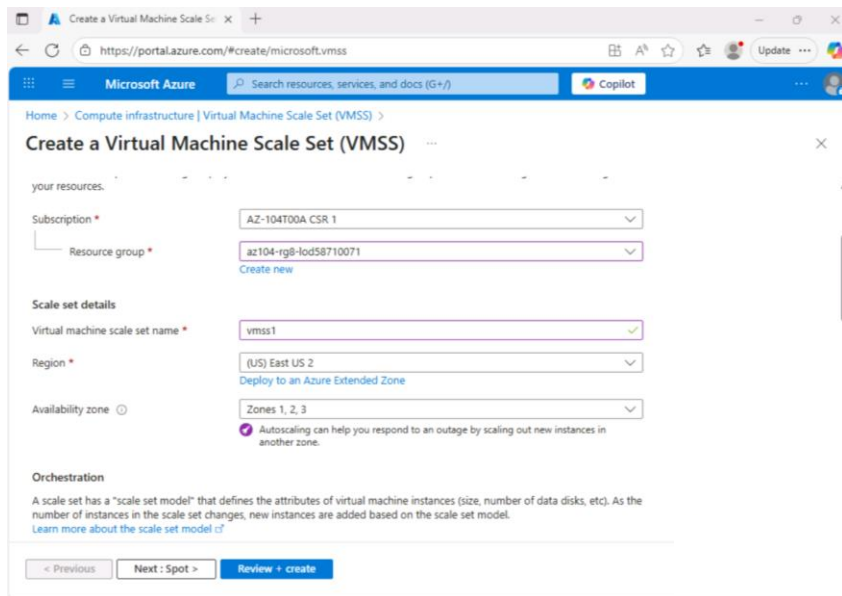 Create a Virtual Machine Scale Se
https://portal.azure.com/#create/microsoft.vmss
Update
Microsoft Azure
Search resources, services, and docs (G+/)
Copilot
Home > Compute infrastructure | Virtual Machine Scale Set (VMSS) >
Create a Virtual Machine Scale Set (VMSS) ...
your resources.
Subscription *
AZ-104T00A CSR 1
Resource group *
az104-rg8-lod58710071
Create new
Scale set details
Virtual machine scale set name *
vmss1
Region *
(US) East US 2
Deploy to an Azure Extended Zone
Availability zone
Zones 1, 2, 3
Autoscaling can help you respond to an outage by scaling out new instances in
another zone.
Orchestration
A scale set has a "scale set model" that defines the attributes of virtual machine instances (size, number of data disks, etc). As the
number of instances in the scale set changes, new instances are added based on the scale set model.
Learn more about the scale set model
< Previous
Next : Spot >
Review + create